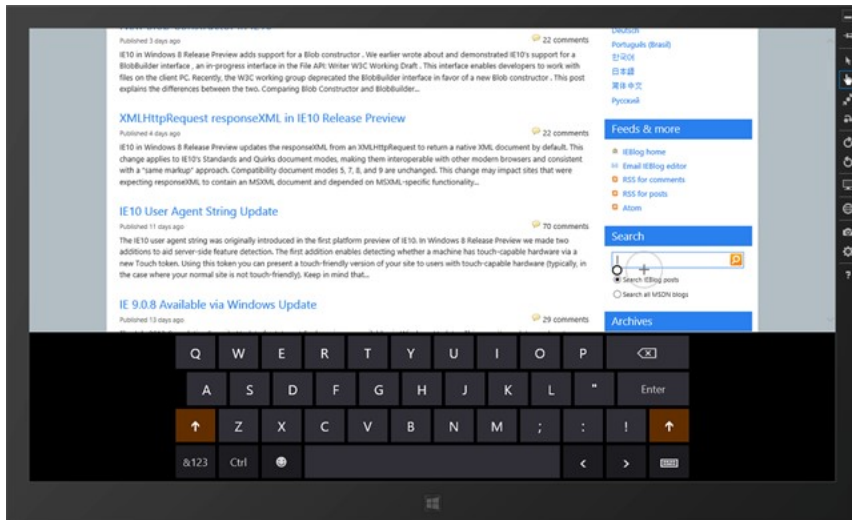 Published 3 days ago
22 comments
IE10 in Windows 8 Release Preview adds support for a Blob constructor . We earlier wrote about and demonstrated IE10's support for a
BlobBuilder interface , an in-progress interface in the File API: Writer W3C Working Draft . This interface enables developers to work with
files on the client PC. Recently, the W3C working group deprecated the BlobBuilder interface in favor of a new Blob constructor . This post
explains the differences between the two. Comparing Blob Constructor and BlobBuilder...
XMLHttpRequest responseXML in IE10 Release Preview
Published 4 days ago
22 comments
IE10 in Windows 8 Release Preview updates the responseXML from an XMLHttpRequest to return a native XML document by default. This
change applies to IE10's Standards and Quirks document modes, making them interoperable with other modern browsers and consistent
with a "same markup" approach. Compatibility document modes 5, 7, 8, and 9 are unchanged. This change may impact sites that were
expecting responseXML to contain an MSXML document and depended on MSXML-specific functionality...
IE10 User Agent String Update
Published 11 days ago
70 comments
The IE10 user agent string was originally introduced in the first platform preview of IE10. In Windows 8 Release Preview we made two
additions to aid server-side feature detection. The first addition enables detecting whether a machine has touch-capable hardware via a
new Touch token. Using this token you can present a touch-friendly version of your site to users with touch-capable hardware (typically, in
the case where your normal site is not touch-friendly). Keep in mind that...
IE 9.0.8 Available via Windows Update
Published 13 days ago
29 comments
Deutsch
Português (Brasil)
한국어
日本語
简体中文
Русский
Feeds & more
IEBlog home
Email IEBlog editor
RSS for comments
RSS for posts
Atom
Search
Search IEBlog posts
Search all MSDN blogs
Archives
Q W E R T Y U I O P
A S D F G H J K L " Enter
Z X C V B N M ; : !
&123 Ctrl < >